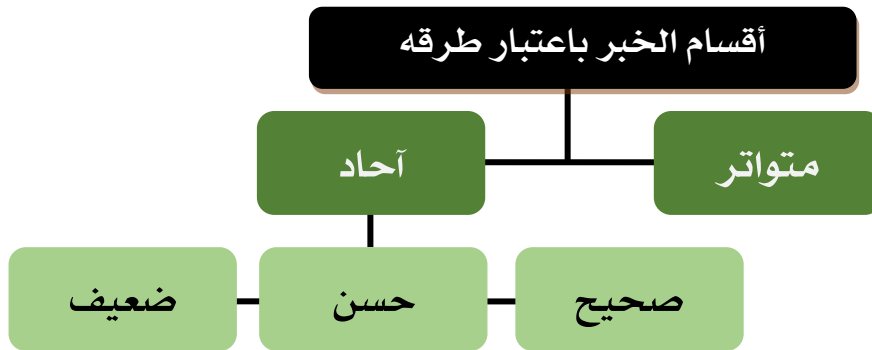 أقسام الخبر باعتبار طرقه
متواتر
آحاد
صحيح
حسن
ضعيف